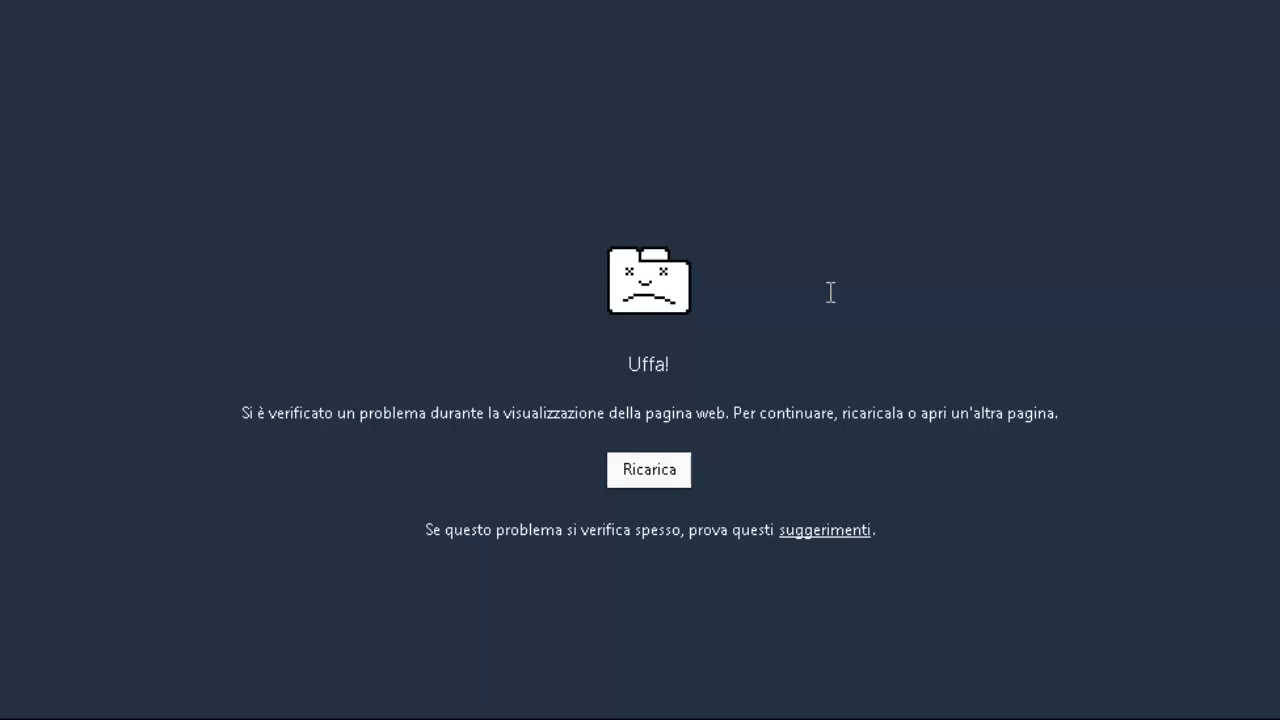 Uffa!
Si è verificato un problema durante la visualizzazione della pagina web. Per continuare, ricaricala o apri un'altra pagina.
Ricarica
Se questo problema si verifica spesso, prova questi suggerimenti.